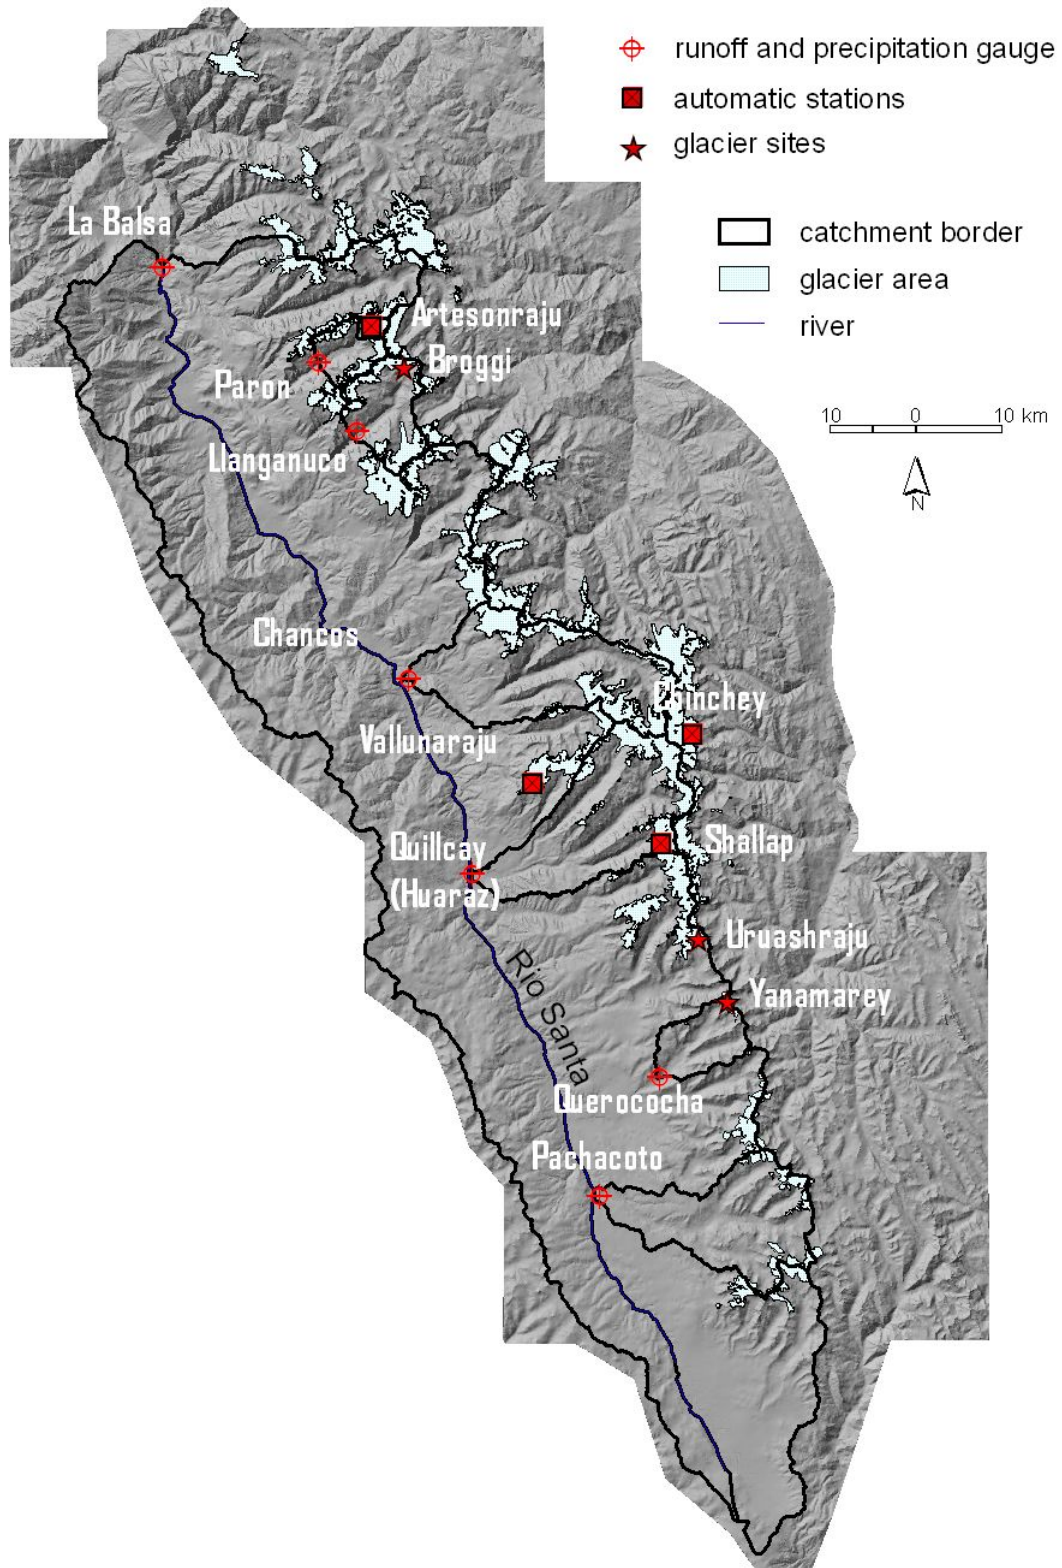 runoff and precipitation gauge
automatic stations
glacier sites
La Balsa
catchment border
glacier area
river
Artesonraju
Broggi
Paron
10 0 10 km
Llanganuco
N
Chancos
Chinchey
Vallunaraju
Quillcay
(Huaraz)
Shallap
Uruashraju
Rio Santa
Yanamarey
Querococha
Pachacoto